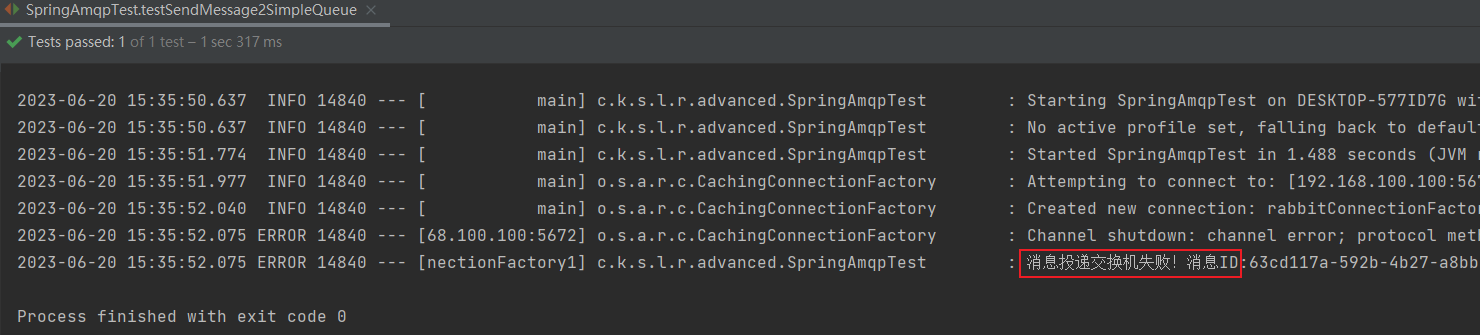 SpringAmqpTest.testSendMessage2SimpleQueue
Tests passed: 1 of 1 test – 1 sec 317 ms
2023-06-20 15:35:50.637  INFO 14840 --- [           main] c.k.s.l.r.advanced.SpringAmqpTest        : Starting SpringAmqpTest on DESKTOP-577ID7G wit
2023-06-20 15:35:50.637  INFO 14840 --- [           main] c.k.s.l.r.advanced.SpringAmqpTest        : No active profile set, falling back to default
2023-06-20 15:35:51.774  INFO 14840 --- [           main] c.k.s.l.r.advanced.SpringAmqpTest        : Started SpringAmqpTest in 1.488 seconds (JVM r
2023-06-20 15:35:51.977  INFO 14840 --- [           main] o.s.a.r.c.CachingConnectionFactory       : Attempting to connect to: [192.168.100.100:567
2023-06-20 15:35:52.040  INFO 14840 --- [           main] o.s.a.r.c.CachingConnectionFactory       : Created new connection: rabbitConnectionFactor
2023-06-20 15:35:52.075 ERROR 14840 --- [68.100.100:5672] o.s.a.r.c.CachingConnectionFactory       : Channel shutdown: channel error; protocol meth
2023-06-20 15:35:52.075 ERROR 14840 --- [nectionFactory1] c.k.s.l.r.advanced.SpringAmqpTest        : 消息投递交换机失败！消息ID:63cd117a-592b-4b27-a8bb
Process finished with exit code 0